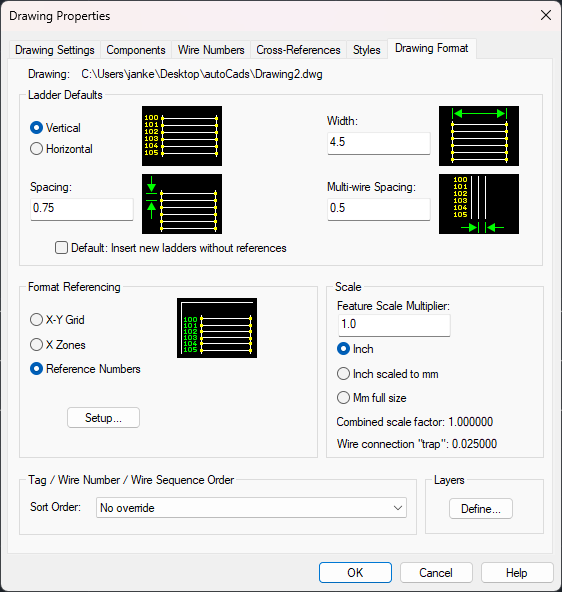 Drawing Properties
Drawing Settings Components Wire Numbers Cross-References Styles Drawing Format
Drawing: C:\Users\janke\Desktop\autoCads\Drawing2.dwg
Ladder Defaults
Vertical
Horizontal
100
101
102
103
104
105
Width:
4.5
Spacing:
0.75
Multi-wire Spacing:
0.5
100
101
102
103
104
105
Default: Insert new ladders without references
Format Referencing
X-Y Grid
X Zones
Reference Numbers
100
101
102
103
104
105
Setup...
Scale
Feature Scale Multiplier:
1.0
Inch
Inch scaled to mm
Mm full size
Combined scale factor: 1.000000
Wire connection "trap": 0.025000
Tag / Wire Number / Wire Sequence Order
Sort Order: No override
Layers
Define...
OK Cancel Help